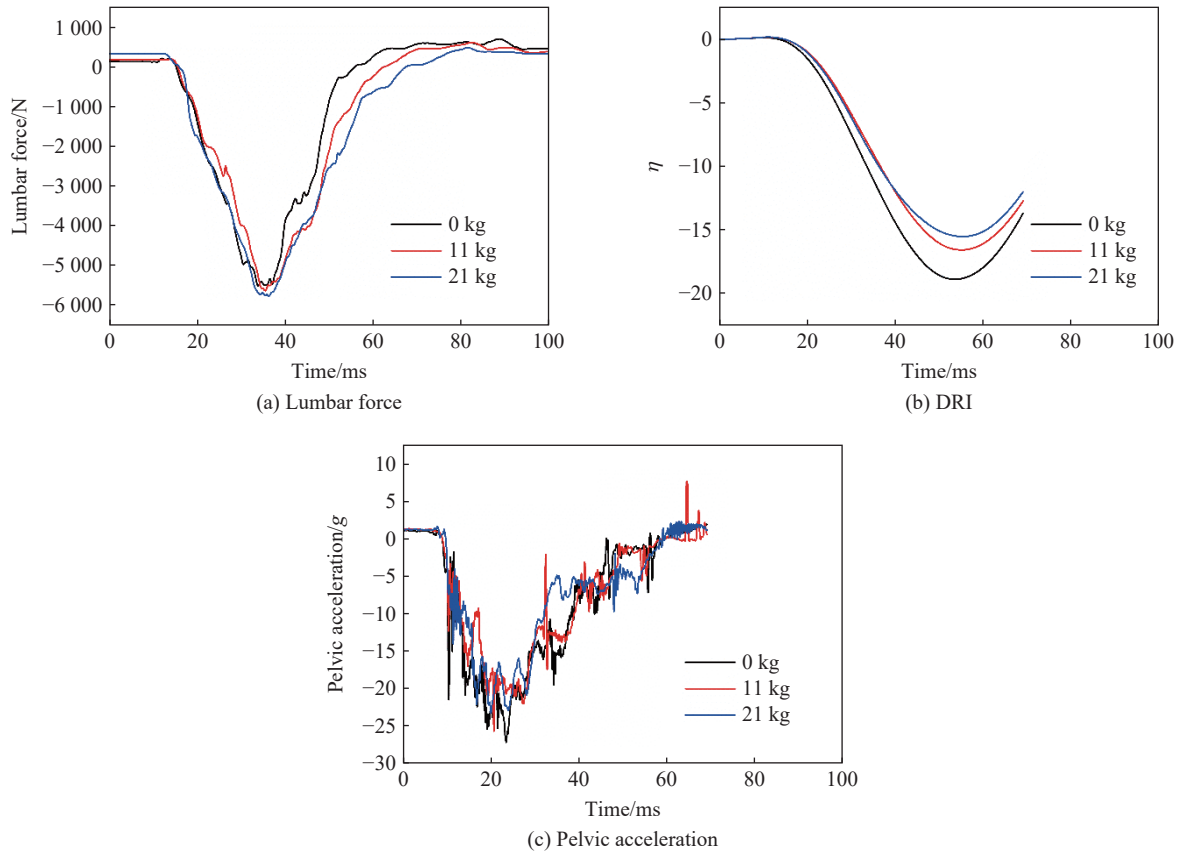 1 000
0
−1 000
−2 000
−3 000
−4 000
−5 000
−6 000
Lumbar force/N
0 kg
11 kg
21 kg
0 20 40 60 80 100
Time/ms
(a) Lumbar force
0
−5
−10
−15
−20
η
0 kg
11 kg
21 kg
0 20 40 60 80 100
Time/ms
(b) DRI
10
5
0
−5
−10
−15
−20
−25
−30
Pelvic acceleration/g
0 kg
11 kg
21 kg
0 20 40 60 80 100
Time/ms
(c) Pelvic acceleration